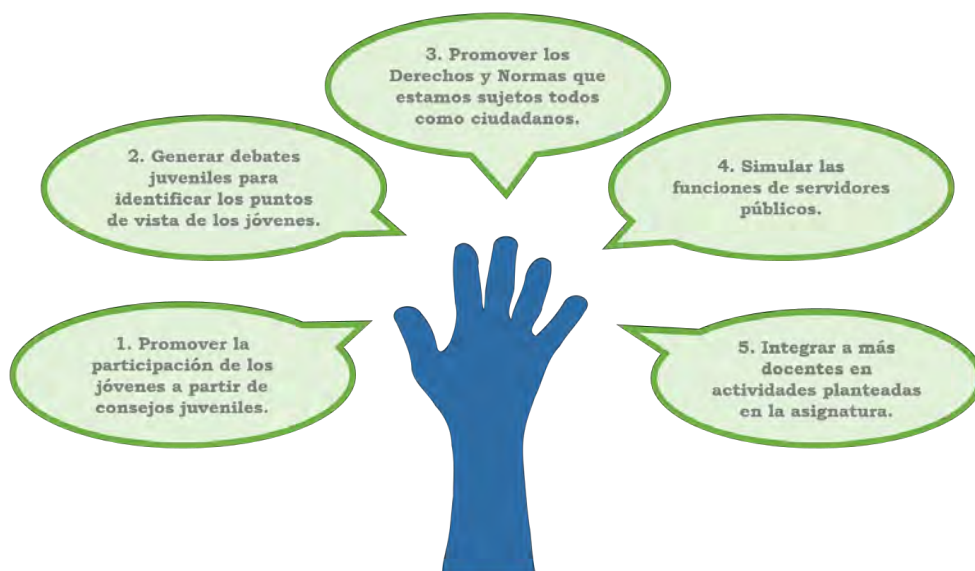 3. Promover los
Derechos y Normas que
estamos sujetos todos
como ciudadanos.
2. Generar debates
juveniles para
identificar los puntos
de vista de los jóvenes.
4. Simular las
funciones de servidores
públicos.
1. Promover la
participación de los
jóvenes a partir de
consejos juveniles.
5. Integrar a más
docentes en
actividades planteadas
en la asignatura.